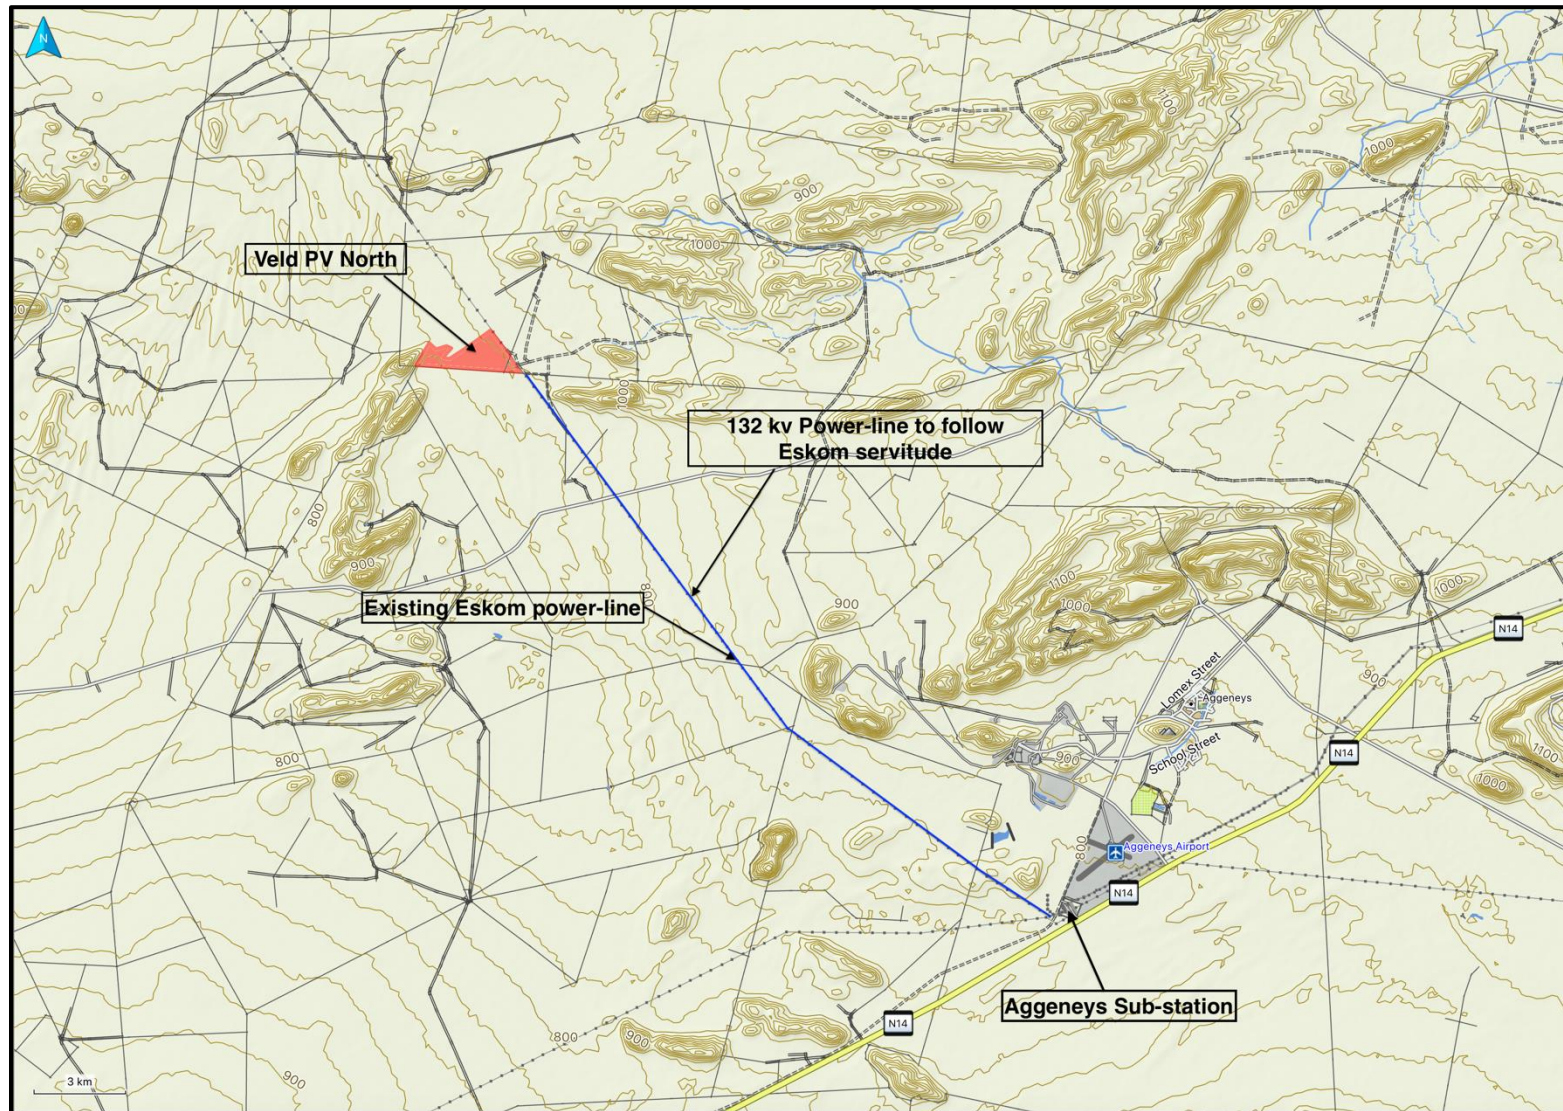 N
1100
1000
900
1000
Veld PV North
00
1000
132 kv Power-line to follow
Eskom servitude
800
900
1100
1000
1000
Existing Eskom power-line
900
N14
900
Lomex Street
Aggeneys
School Street
N14
1100
1000
900
800
800
Aggeneys Airport
N14
Aggeneys Sub-station
N14
800
900
900
3 km